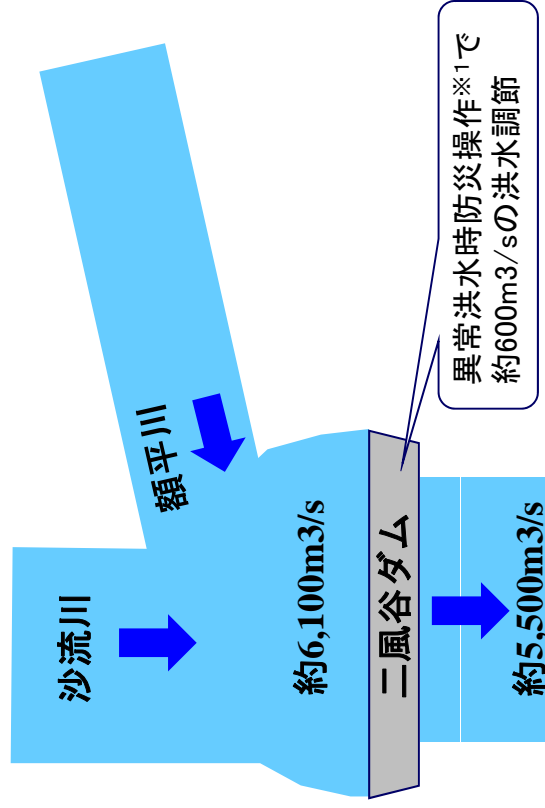 沙流川
額平川
約6,100m3/s
二風谷ダム
異常洪水時防災操作※1で
約600m3/sの洪水調節
約5,500m3/s